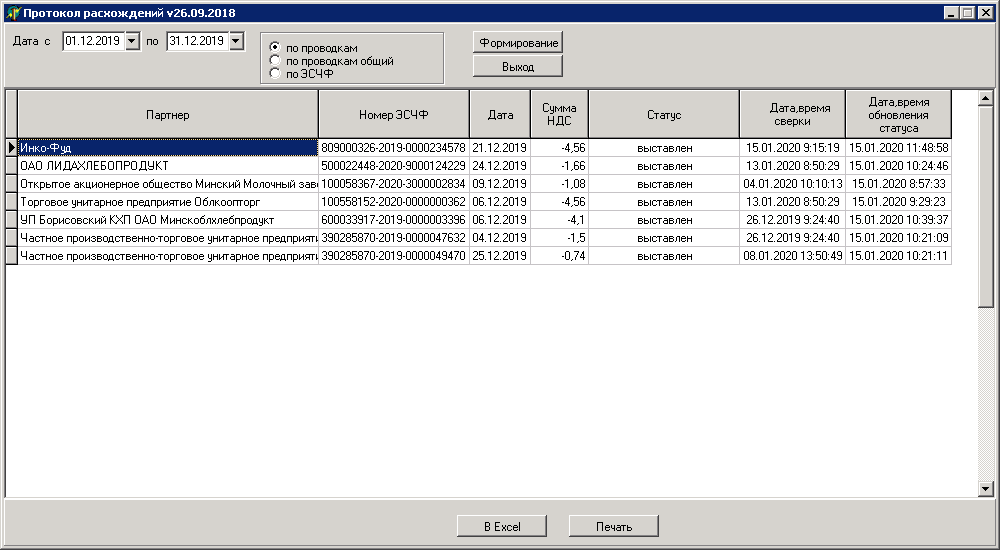 Протокол расхождений v26.09.2018
Дата с 01.12.2019 по 31.12.2019
по проводкам
по проводкам общий
по ЭСЧФ
Формирование
Выход
Партнер Номер ЭСЧФ Дата Сумма НДС Статус Дата,время сверки Дата,время обновления статуса
Инко-Фуд 809000326-2019-0000234578 21.12.2019 -4,56 выставлен 15.01.2020 9:15:19 15.01.2020 11:48:58
ОАО ЛИДАХЛЕБОПРОДУКТ 500022448-2020-9000124229 24.12.2019 -1,66 выставлен 13.01.2020 8:50:29 15.01.2020 10:24:46
Открытое акционерное общество Минский Молочный заво 100058367-2020-3000002834 09.12.2019 -1,08 выставлен 04.01.2020 10:10:13 15.01.2020 8:57:33
Торговое унитарное предприятие Облкоопторг 100558152-2020-0000000362 06.12.2019 -4,56 выставлен 13.01.2020 8:50:29 15.01.2020 9:29:23
УП Борисовский КХП ОАО Минскоблхлебпродукт 600033917-2019-0000003396 06.12.2019 -4,1 выставлен 26.12.2019 9:24:40 15.01.2020 10:39:37
Частное производственно-торговое унитарное предприяти 390285870-2019-0000047632 04.12.2019 -1,5 выставлен 26.12.2019 9:24:40 15.01.2020 10:21:09
Частное производственно-торговое унитарное предприяти 390285870-2019-0000049470 25.12.2019 -0,74 выставлен 08.01.2020 13:50:49 15.01.2020 10:21:11
В Excel
Печать